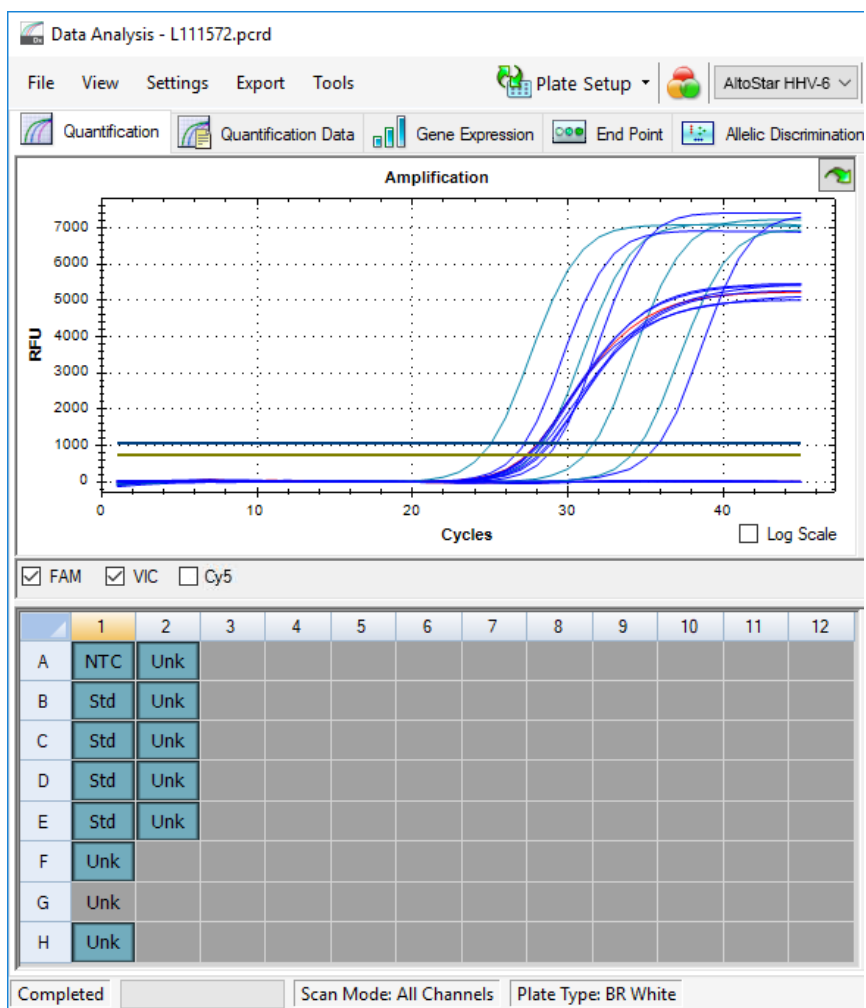 Data Analysis - L111572.pcrd
File View Settings Export Tools Plate Setup AltoStar HHV-6
Quantification Quantification Data Gene Expression End Point Allelic Discrimination
Amplification
7000
6000
5000
4000
3000
2000
1000
0
RFU
0 10 20 30 40
Cycles
Log Scale
FAM VIC Cy5
1 2 3 4 5 6 7 8 9 10 11 12
A NTC Unk
B Std Unk
C Std Unk
D Std Unk
E Std Unk
F Unk
G Unk
H Unk
Completed Scan Mode: All Channels Plate Type: BR White